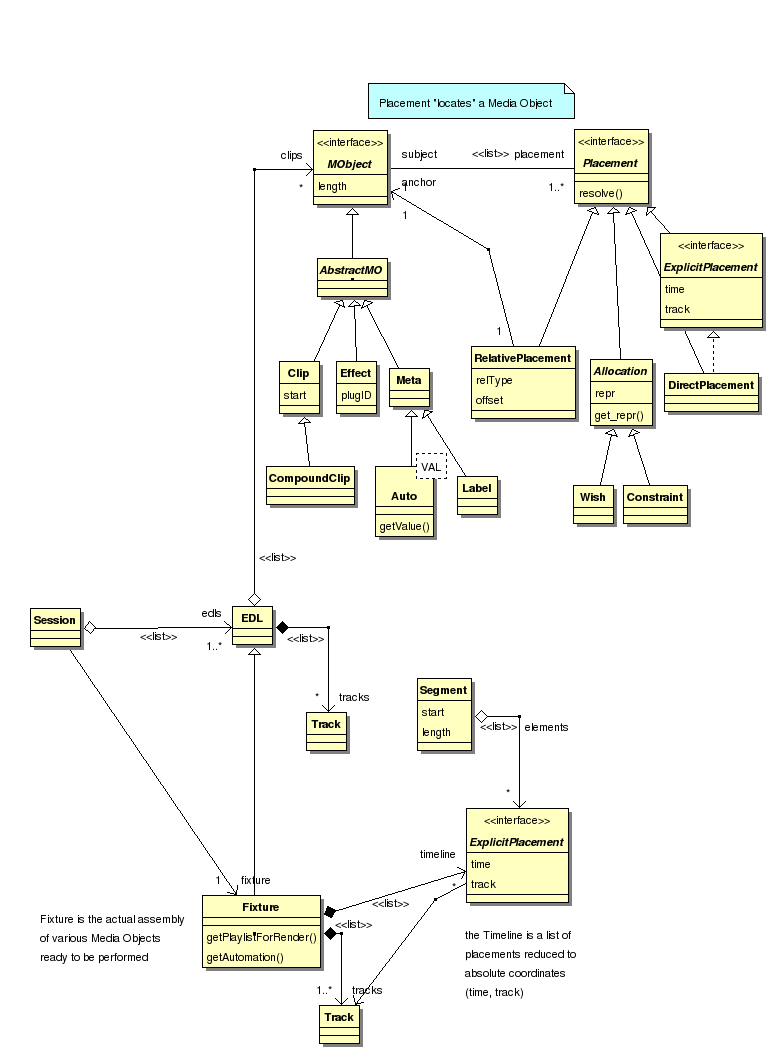 Placement "locates" a Media Object
<<interface>>
MObject
length
clips
*
subject
<<list>> placement
anchor
1
1..*
1
<<interface>>
Placement
resolve()
<<interface>>
ExplicitPlacement
time
track
AbstractMO
Clip
start
Effect
plugID
Meta
1
RelativePlacement
relType
offset
Allocation
repr
get_repr()
DirectPlacement
CompoundClip
VAL
Auto
getValue()
Label
Wish
Constraint
<<list>>
Session
edls
<<list>>
1..*
EDL
<<list>>
*
tracks
Track
Segment
start
length
<<list>>
elements
*
<<interface>>
ExplicitPlacement
time
track
timeline
*
<<list>>
1
fixture
Fixture
getPlaylistForRender()
getAutomation()
<<list>>
1..*
tracks
Track
Fixture is the actual assembly
of various Media Objects
ready to be performed
the Timeline is a list of
placements reduced to
absolute coordinates
(time, track)